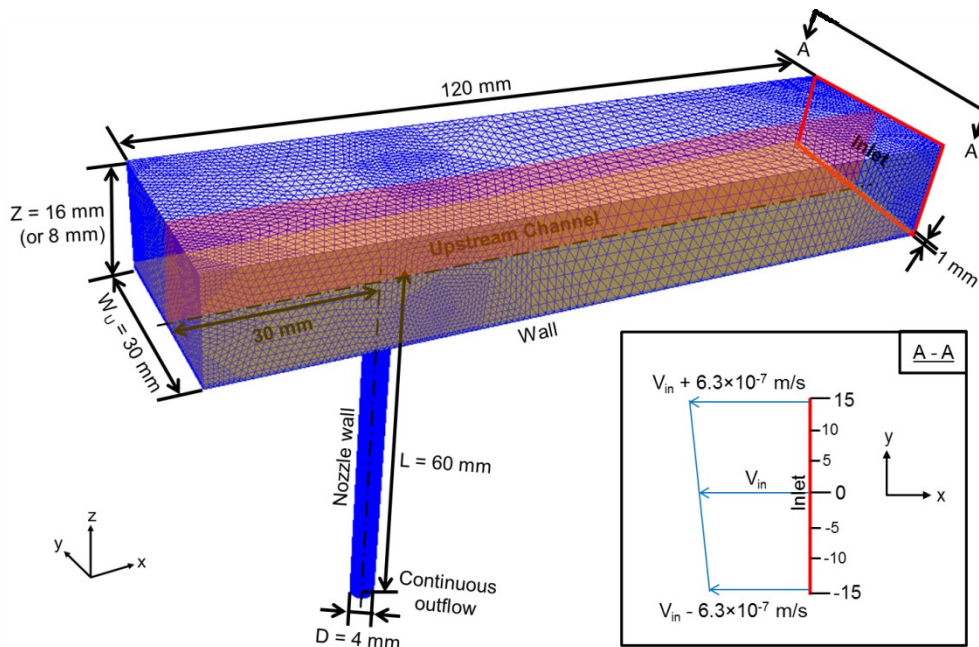 A
120 mm
A
Inlet
Z = 16 mm
(or 8 mm)
Upstream Channel
1 mm
W_U = 30 mm
30 mm
Wall
A - A
V_in + 6.3×10⁻⁷ m/s
15
10
5
Nozzle wall
L = 60 mm
V_in
Inlet
0
y
x
-5
-10
-15
z
y
x
Continuous
outflow
V_in - 6.3×10⁻⁷ m/s
D = 4 mm